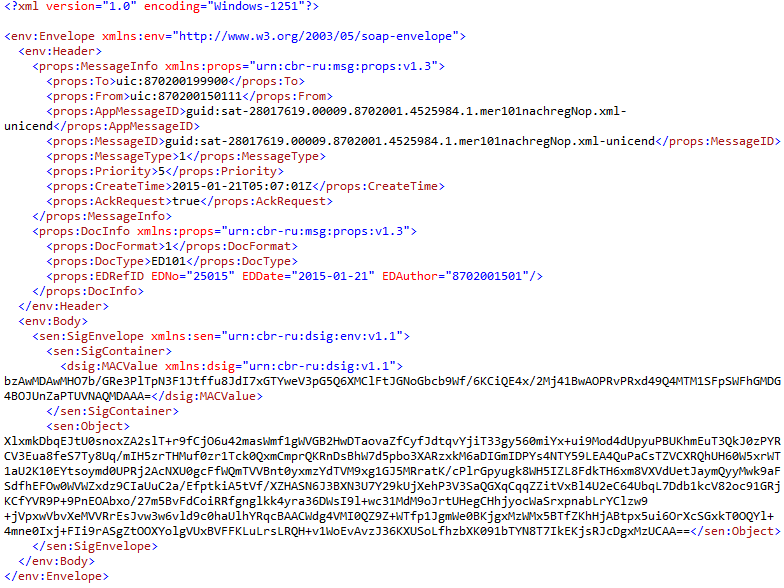 <?xml version="1.0" encoding="Windows-1251"?>
<env:Envelope xmlns:env="http://www.w3.org/2003/05/soap-envelope">
<env:Header>
<props:MessageInfo xmlns:props="urn:cbr-ru:msg:props:v1.3">
<props:To>uic:870200199900</props:To>
<props:From>uic:870200150111</props:From>
<props:AppMessageID>guid:sat-28017619.00009.8702001.4525984.1.mer101nachregNop.xml-
unicend</props:AppMessageID>
<props:MessageID>guid:sat-28017619.00009.8702001.4525984.1.mer101nachregNop.xml-unicend</props:MessageID>
<props:MessageType>1</props:MessageType>
<props:Priority>5</props:Priority>
<props:CreateTime>2015-01-21T05:07:01Z</props:CreateTime>
<props:AckRequest>true</props:AckRequest>
</props:MessageInfo>
<props:DocInfo xmlns:props="urn:cbr-ru:msg:props:v1.3">
<props:DocFormat>1</props:DocFormat>
<props:DocType>ED101</props:DocType>
<props:EDRefID EDNo="25015" EDDate="2015-01-21" EDAuthor="8702001501"/>
</props:DocInfo>
</env:Header>
<env:Body>
<sen:SigEnvelope xmlns:sen="urn:cbr-ru:dsig:env:v1.1">
<sen:SigContainer>
<dsig:MACValue xmlns:dsig="urn:cbr-ru:dsig:v1.1">
bzAwMDAwMHO7b/GRe3PlTpN3F1Jtffu8JdI7xGTYweV3pG5Q6XMClFtJGNoGbcb9Wf/6KCiQE4x/2Mj41BwAOPRvPRxd49Q4MTM1SFpSWFhGMDG
4BOJUnZaPTUVNAQMDAAA=</dsig:MACValue>
</sen:SigContainer>
<sen:Object>
XlxmkDbqEJtU0snoxZA2slT+r9fCjO6u42masWmf1gWVGB2HwDTaovaZfCyfJdtqvYjiT33gy560miYx+ui9Mod4dUpyuPBUKhmEuT3QkJ0zPYR
CV3Eua8feS7Ty8Uq/mIH5zrTHMuf0zr1Tck0QxmCmprQKRnDsBhW7d5pbo3XARzxkM6aDIGmIDPYs4NTY59LEA4QuPaCsTZVCXRQhUH60W5xrWT
1aU2K10EYtsoymd0UPRj2AcNXU0gcFfWQmTVVBnt0yxmzYdTVM9xg1GJ5MRratK/cPlrGpyugk8WH5IZL8FdkTH6xm8VXVdUetJaymQyyMwk9aF
SdfhEFOw0WVWZxdz9CIaUuC2a/EfptkiA5tVf/XZHASN6J3BXN3U7Y29kUjXehP3V3SaQGXqCqqZZitVxBl4U2eC64UbqL7Ddb1kcV82oc91GRj
KCfYVR9P+9PnEOAbxo/27m5BvFdCoiRRfgnglkk4yra36DWsI9l+wc31MdM9oJrtUHegCHhjyocWaSrxpnabLrYClzw9
+jVpxwVbvXeMVVRrEsJvw3w6vld9c0haUlhYRqcBAACWdg4VMI0QZ9Z+WTfp1JgmWe0BKjgxMzWMx5BTfZKhHjABtpx5ui6OrXcSGxkT0OQYl+
4mne0Ixj+FIi9rASgZtOOXYolgVUxBVFFKLuLrsLRQH+v1WoEvAvzJ36KXUSoLfhzbXK091bTYN8T7IkEKjsRJcDgxMzUCAA==</sen:Object>
</sen:SigEnvelope>
</env:Body>
</env:Envelope>